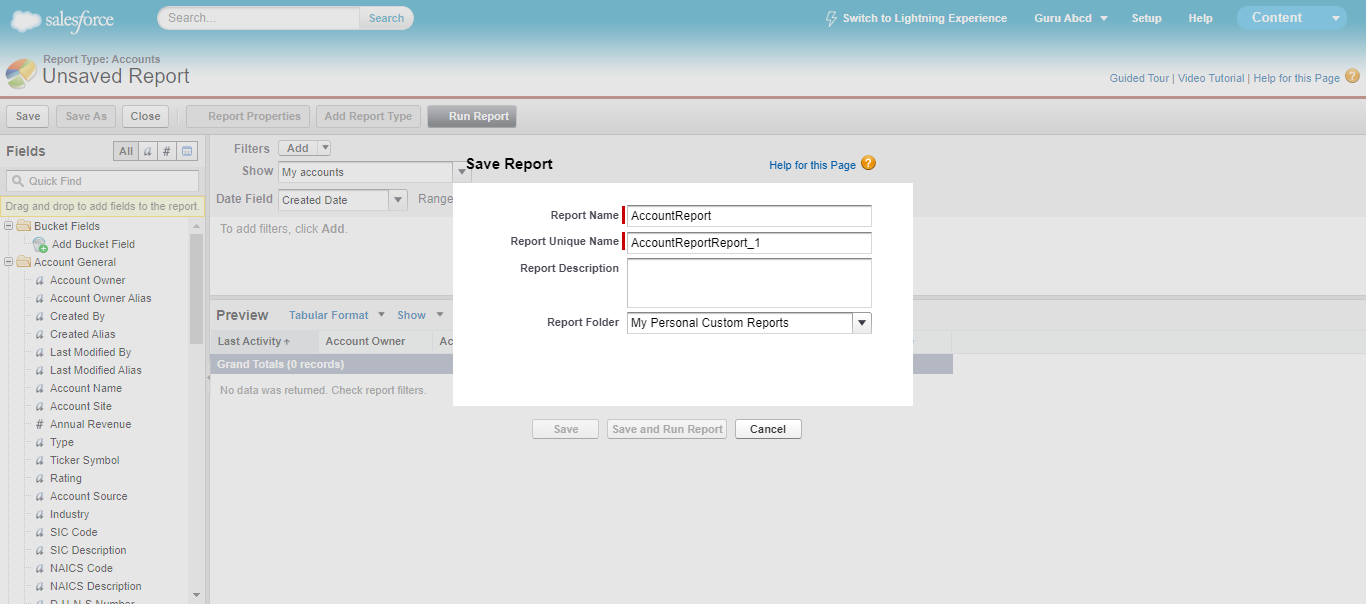 salesforce
Search...
Search
Switch to Lightning Experience
Guru Abcd
Setup
Help
Content
Report Type: Accounts
Unsaved Report
Guided Tour | Video Tutorial | Help for this Page
Save
Save As
Close
Report Properties
Add Report Type
Run Report
Fields
All
a
#
Quick Find
Drag and drop to add fields to the report.
Bucket Fields
Add Bucket Field
Account General
a Account Owner
a Account Owner Alias
a Created By
a Created Alias
a Last Modified By
a Last Modified Alias
a Account Name
a Account Site
# Annual Revenue
a Type
a Ticker Symbol
a Rating
a Account Source
a Industry
a SIC Code
a SIC Description
a NAICS Code
a NAICS Description
a D-U-N-S Number
Filters Add
Show My accounts
Date Field Created Date Range
To add filters, click Add.
Preview Tabular Format Show
Last Activity
Account Owner
Grand Totals (0 records)
No data was returned. Check report filters.
Save Report
Help for this Page
Report Name AccountReport
Report Unique Name AccountReportReport_1
Report Description
Report Folder My Personal Custom Reports
Save
Save and Run Report
Cancel